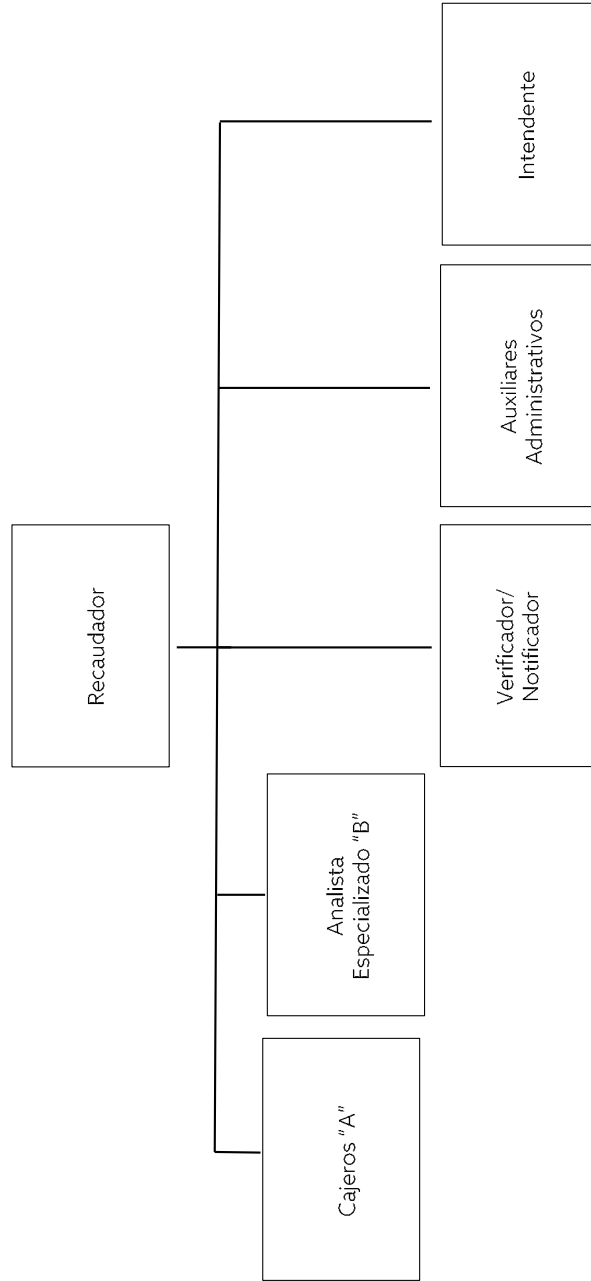 Recaudador
Cajeros "A"
Analista
Especializado "B"
Verificador/
Notificador
Auxiliares
Administrativos
Intendente